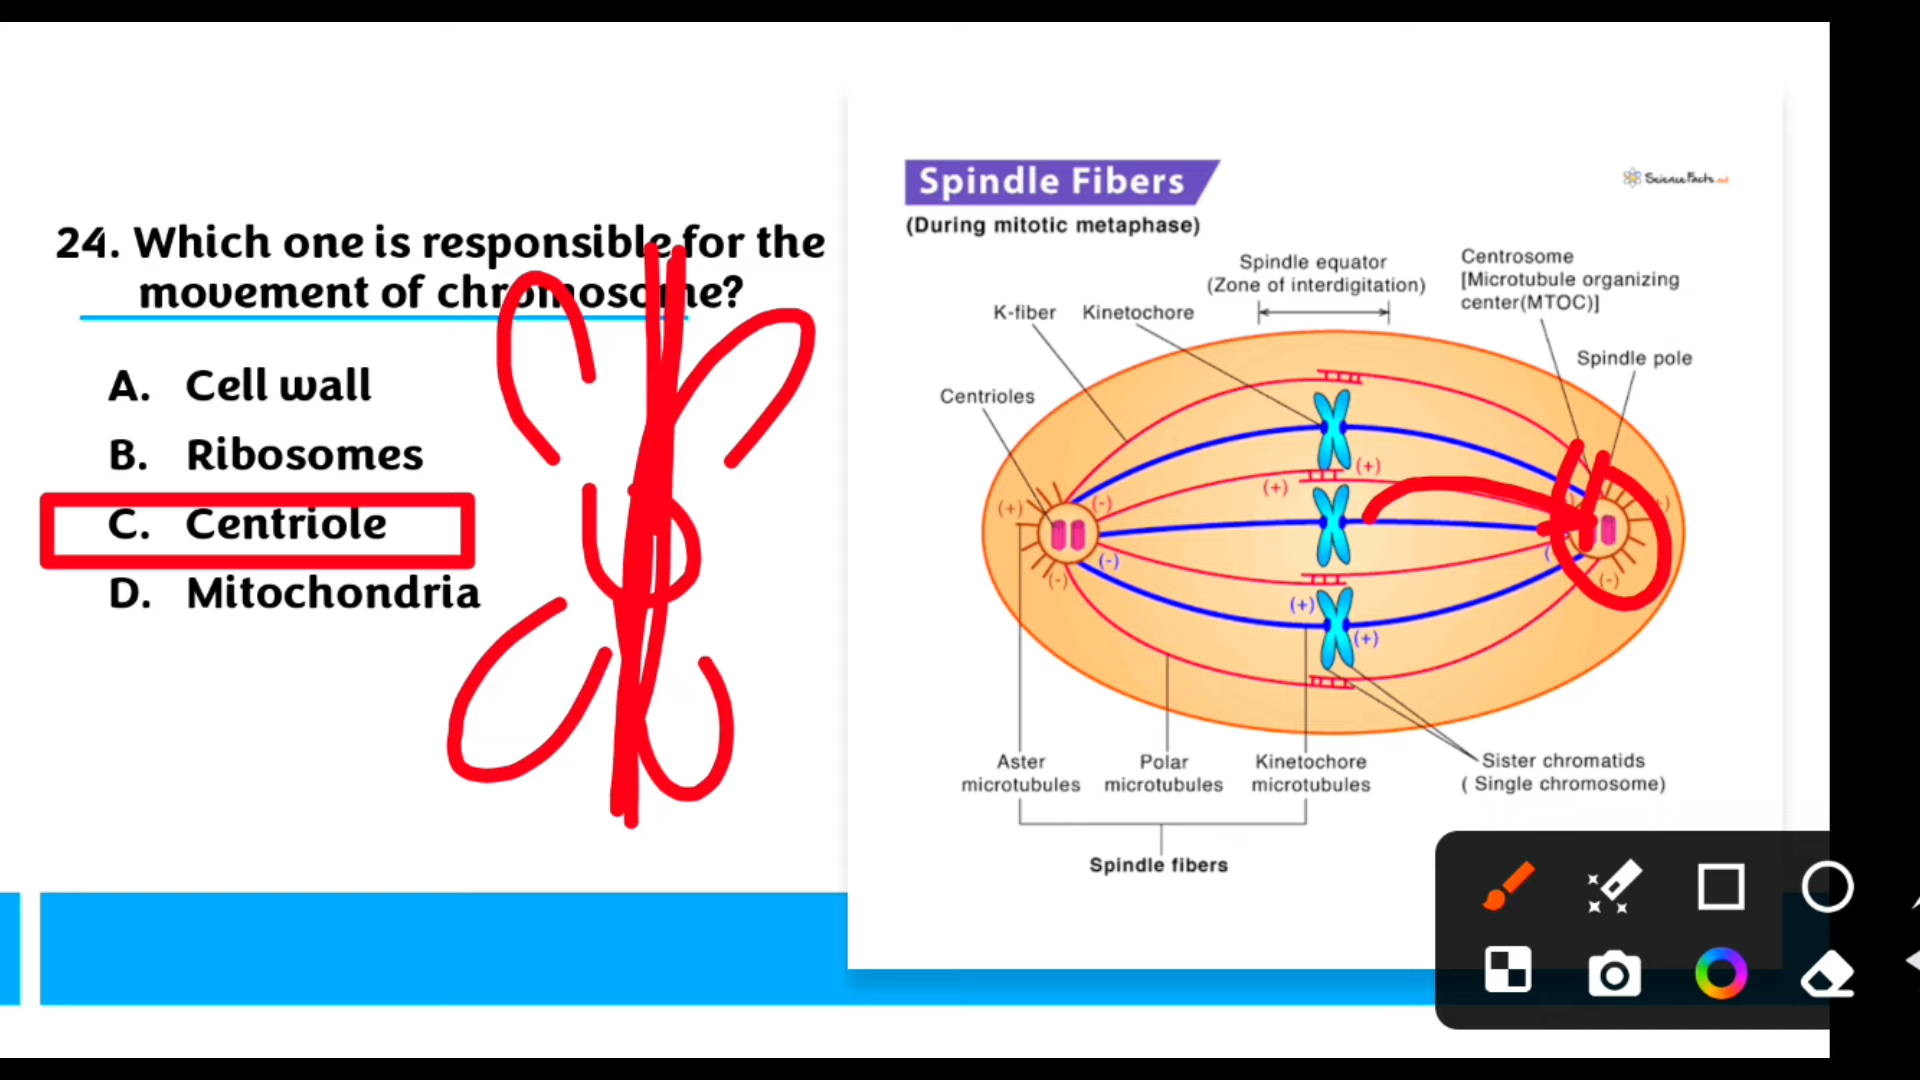 24. Which one is responsible for the
movement of chromosome?
A. Cell wall
B. Ribosomes
C. Centriole
D. Mitochondria
Spindle Fibers
ScienceFacts.net
(During mitotic metaphase)
Spindle equator
(Zone of interdigitation)
Centrosome
[Microtubule organizing
center(MTOC)]
K-fiber
Kinetochore
Spindle pole
Centrioles
(+)
(+)
(+)
(-)
(-)
(-)
(+)
(+)
(-)
Aster
microtubules
Polar
microtubules
Kinetochore
microtubules
Sister chromatids
( Single chromosome)
Spindle fibers